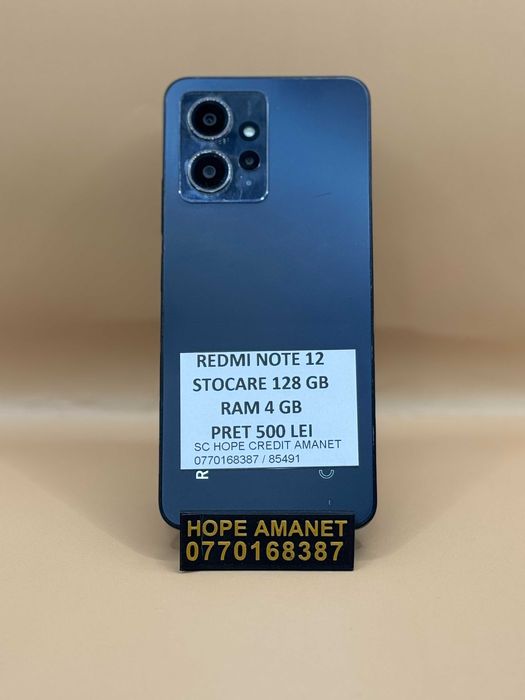 REDMI NOTE 12
STOCARE 128 GB
RAM 4 GB
PRET 500 LEI
SC HOPE CREDIT AMANET
0770168387 / 85491
R
HOPE AMANET
0770168387